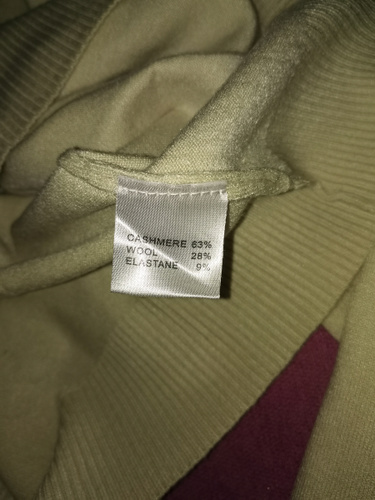 CASHMERE 63%
WOOL 28%
ELASTANE 9%